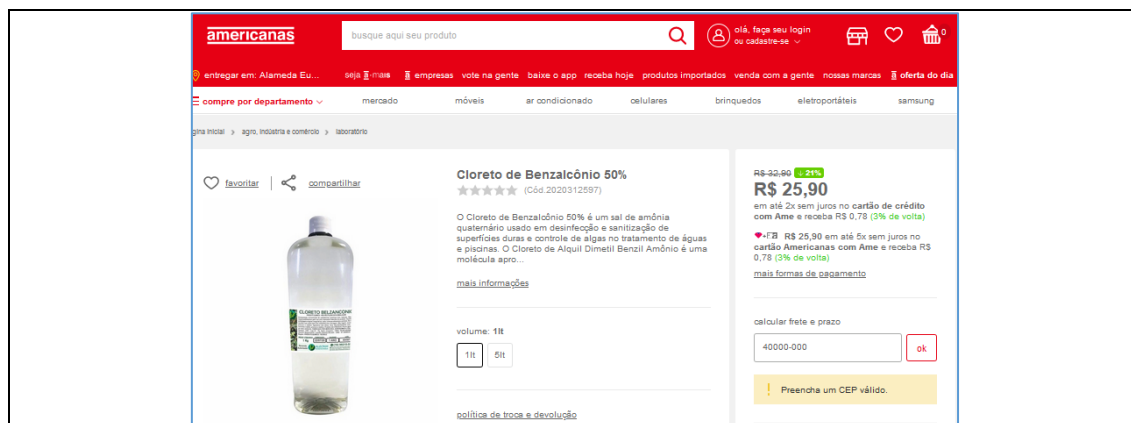 americanas
busque aqui seu produto
olá, faça seu login
ou cadastre-se
0
entregar em: Alameda Eu...
seja a-mais
a empresas
vote na gente
baixe o app
receba hoje
produtos importados
venda com a gente
nossas marcas
a oferta do dia
compre por departamento
mercado
móveis
ar condicionado
celulares
brinquedos
eletroportáteis
samsung
gina inicial > agro, indústria e comércio > laboratório
favoritar
compartilhar
Cloreto de Benzalcônio 50%
(Cód.2020312597)
O Cloreto de Benzalcônio 50% é um sal de amônia
quaternário usado em desinfecção e sanitização de
superfícies duras e controle de algas no tratamento de águas
e piscinas. O Cloreto de Alquil Dimetil Benzil Amônio é uma
molécula apro...
mais informações
volume: 1lt
1lt
5lt
política de troca e devolução
R$ 32,90 ↓ 21%
R$ 25,90
em até 2x sem juros no cartão de crédito
com Ame e receba R$ 0,78 (3% de volta)
R$ 25,90 em até 5x sem juros no
cartão Americanas com Ame e receba R$
0,78 (3% de volta)
mais formas de pagamento
calcular frete e prazo
40000-000
ok
! Preencha um CEP válido.